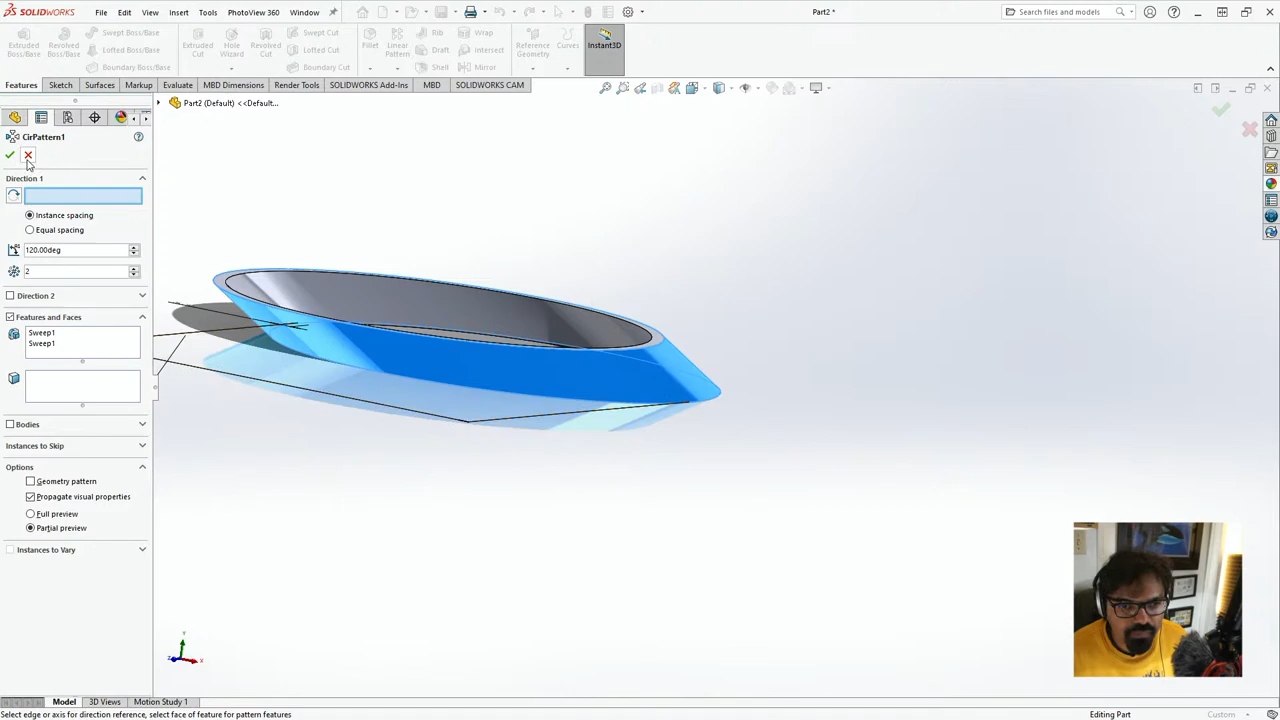 SOLIDWORKS File Edit View Insert Tools PhotoView 360 Window Part2 * Search files and models
Extruded Boss/Base Revolved Boss/Base Swept Boss/Base Lofted Boss/Base Boundary Boss/Base Extruded Cut Hole Wizard Revolved Cut Swept Cut Lofted Cut Boundary Cut Fillet Linear Pattern Rib Draft Shell Wrap Intersect Mirror Reference Geometry Curves Instant3D
Features Sketch Surfaces Markup Evaluate MBD Dimensions Render Tools SOLIDWORKS Add-Ins MBD SOLIDWORKS CAM
Part2 (Default) <<Default...
CirPattern1
Direction 1
Instance spacing
Equal spacing
120.00deg
2
Direction 2
Features and Faces
Sweep1
Sweep1
Bodies
Instances to Skip
Options
Geometry pattern
Propagate visual properties
Full preview
Partial preview
Instances to Vary
Y
Z X
Model 3D Views Motion Study 1
Select edge or axis for direction reference, select face of feature for pattern features Editing Part Custom